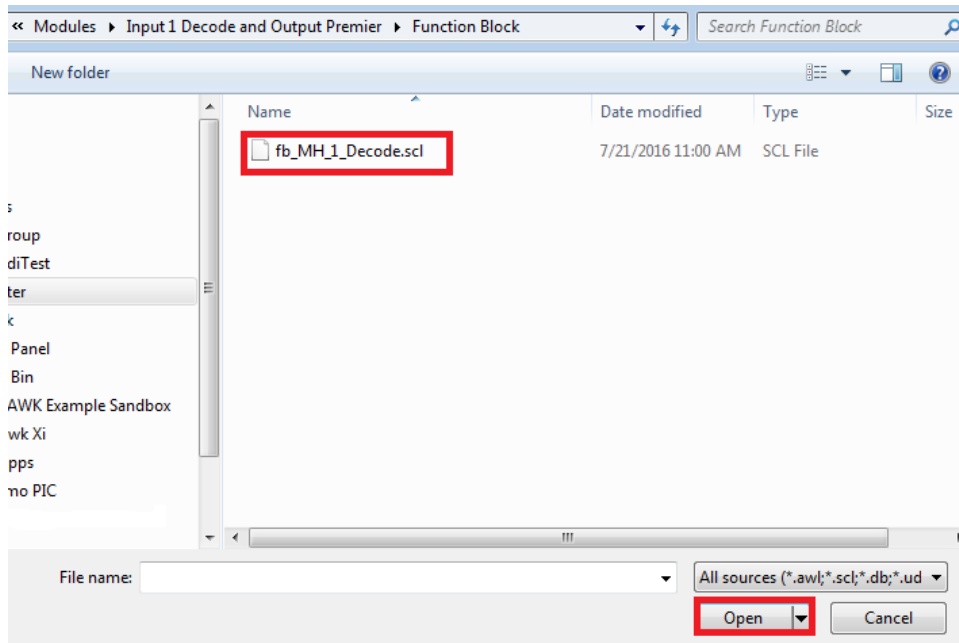 « Modules ▸ Input 1 Decode and Output Premier ▸ Function Block
Search Function Block
New folder
Name Date modified Type Size
fb_MH_1_Decode.scl 7/21/2016 11:00 AM SCL File
s
roup
diTest
ter
k
Panel
Bin
AWK Example Sandbox
wk Xi
pps
mo PIC
File name:
All sources (*.awl;*.scl;*.db;*.ud
Open Cancel